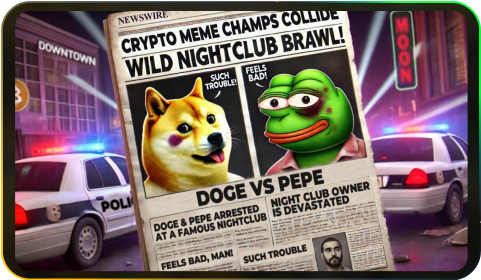 NEWSWIRE
CRYPTO MEME CHAMPS COLLIDE
WILD NIGHTCLUB BRAWL!
DOWNTOWN
MOON
SUCH
TROUBLE!
FEELS
BAD!
DOGE VS PEPE
DOGE & PEPE ARRESTED
AT A FAMOUS NIGHTCLUB
NIGHT CLUB OWNER
IS DEVASTATED
FEELS BAD, MAN!
SUCH TROUBLE
POLIC